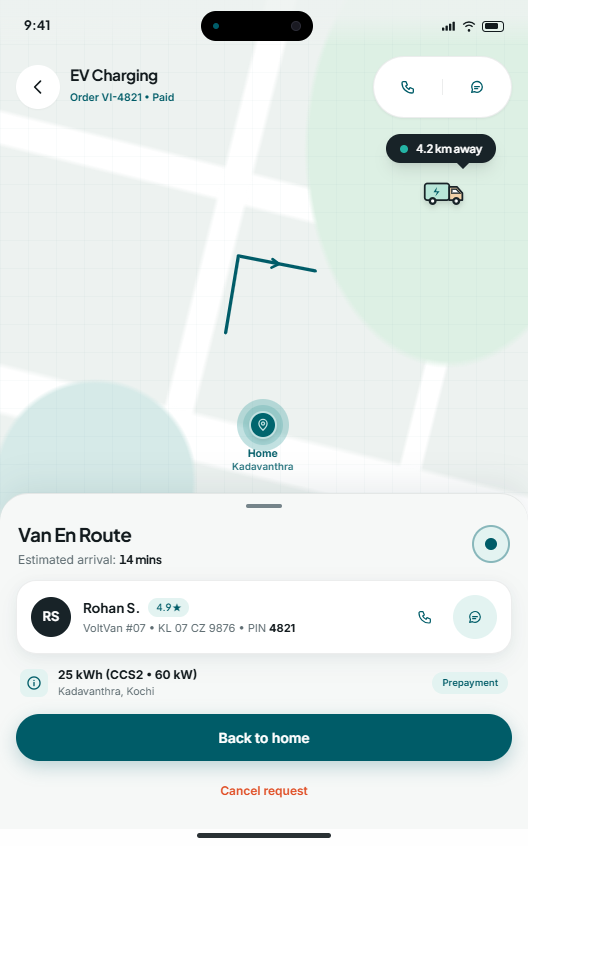 9:41
EV Charging
Order VI-4821 • Paid
4.2 km away
Home
Kadavanthra
Van En Route
Estimated arrival: 14 mins
RS
Rohan S.
4.9★
VoltVan #07 • KL 07 CZ 9876 • PIN 4821
25 kWh (CCS2 • 60 kW)
Kadavanthra, Kochi
Prepayment
Back to home
Cancel request